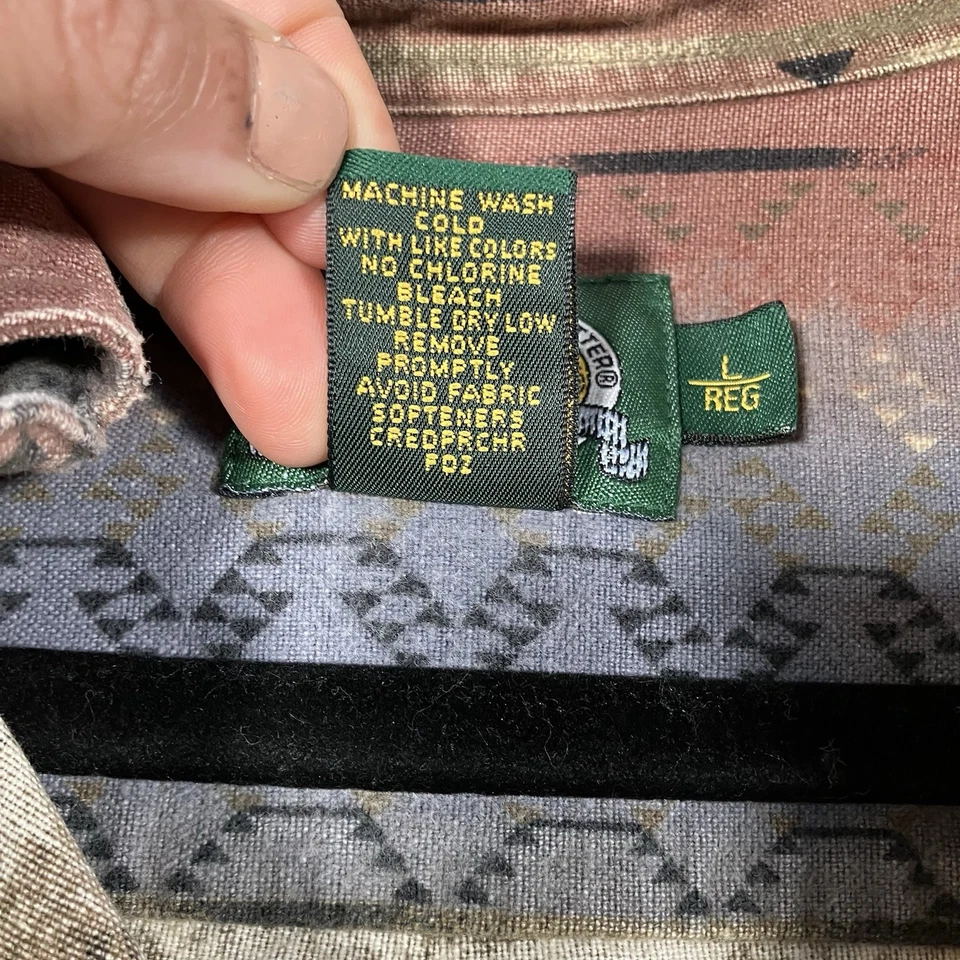 MACHINE WASH
COLD
WITH LIKE COLORS
NO CHLORINE
BLEACH
TUMBLE DRY LOW
REMOVE
PROMPTLY
AVOID FABRIC
SOFTENERS
CREDPRCHR
F02
TER®
L
REG